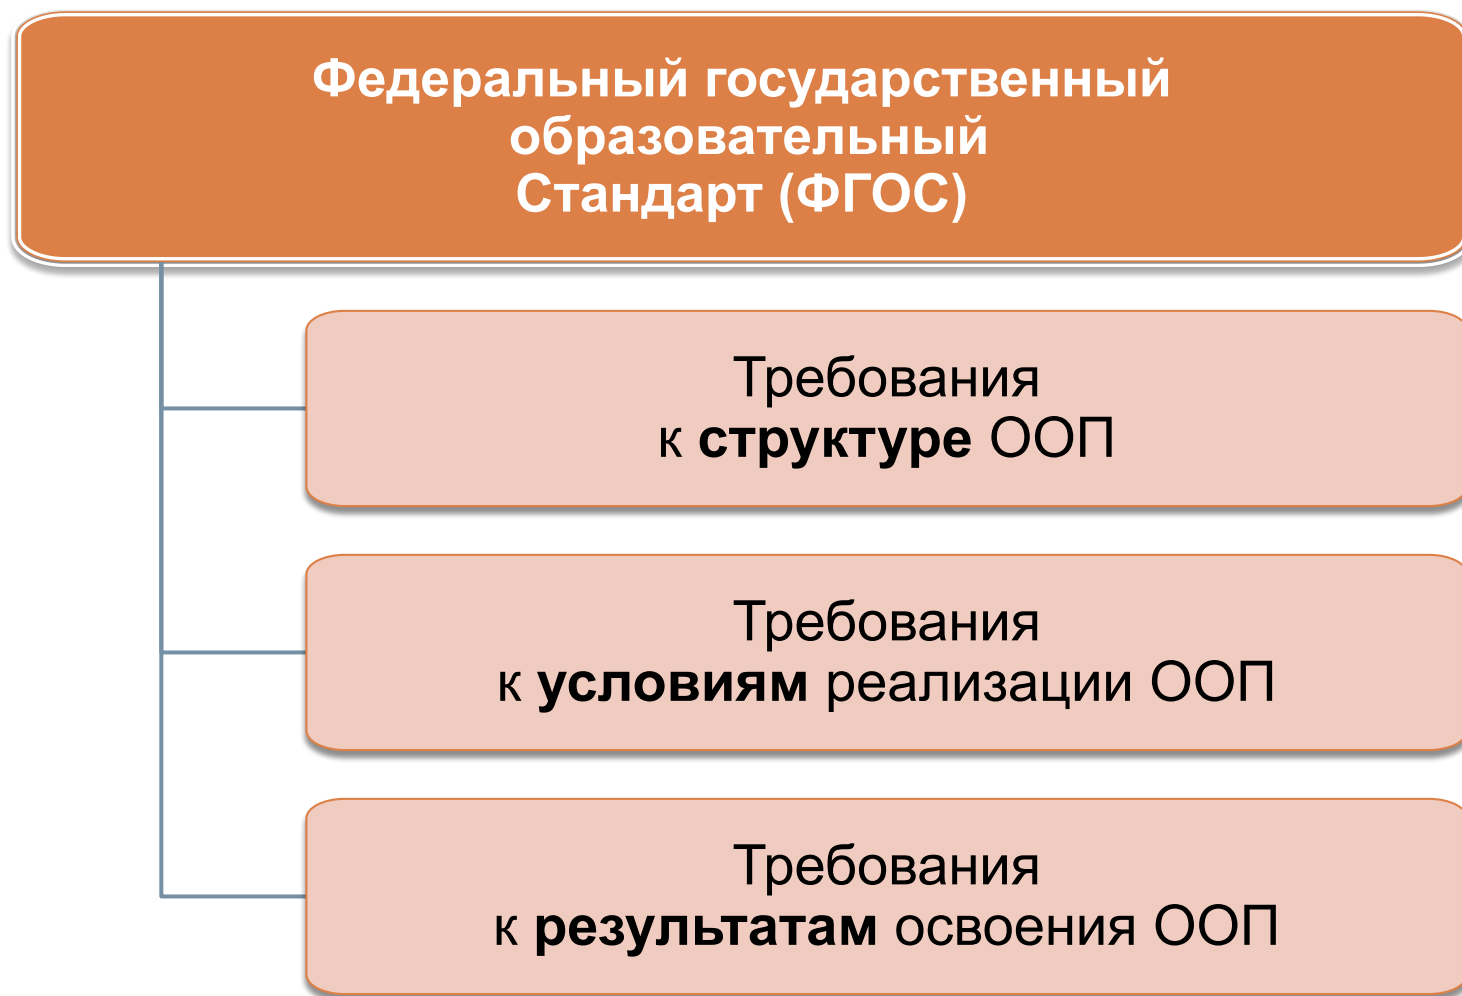 Федеральный государственный
образовательный
Стандарт (ФГОС)
Требования
к структуре ООП
Требования
к условиям реализации ООП
Требования
к результатам освоения ООП